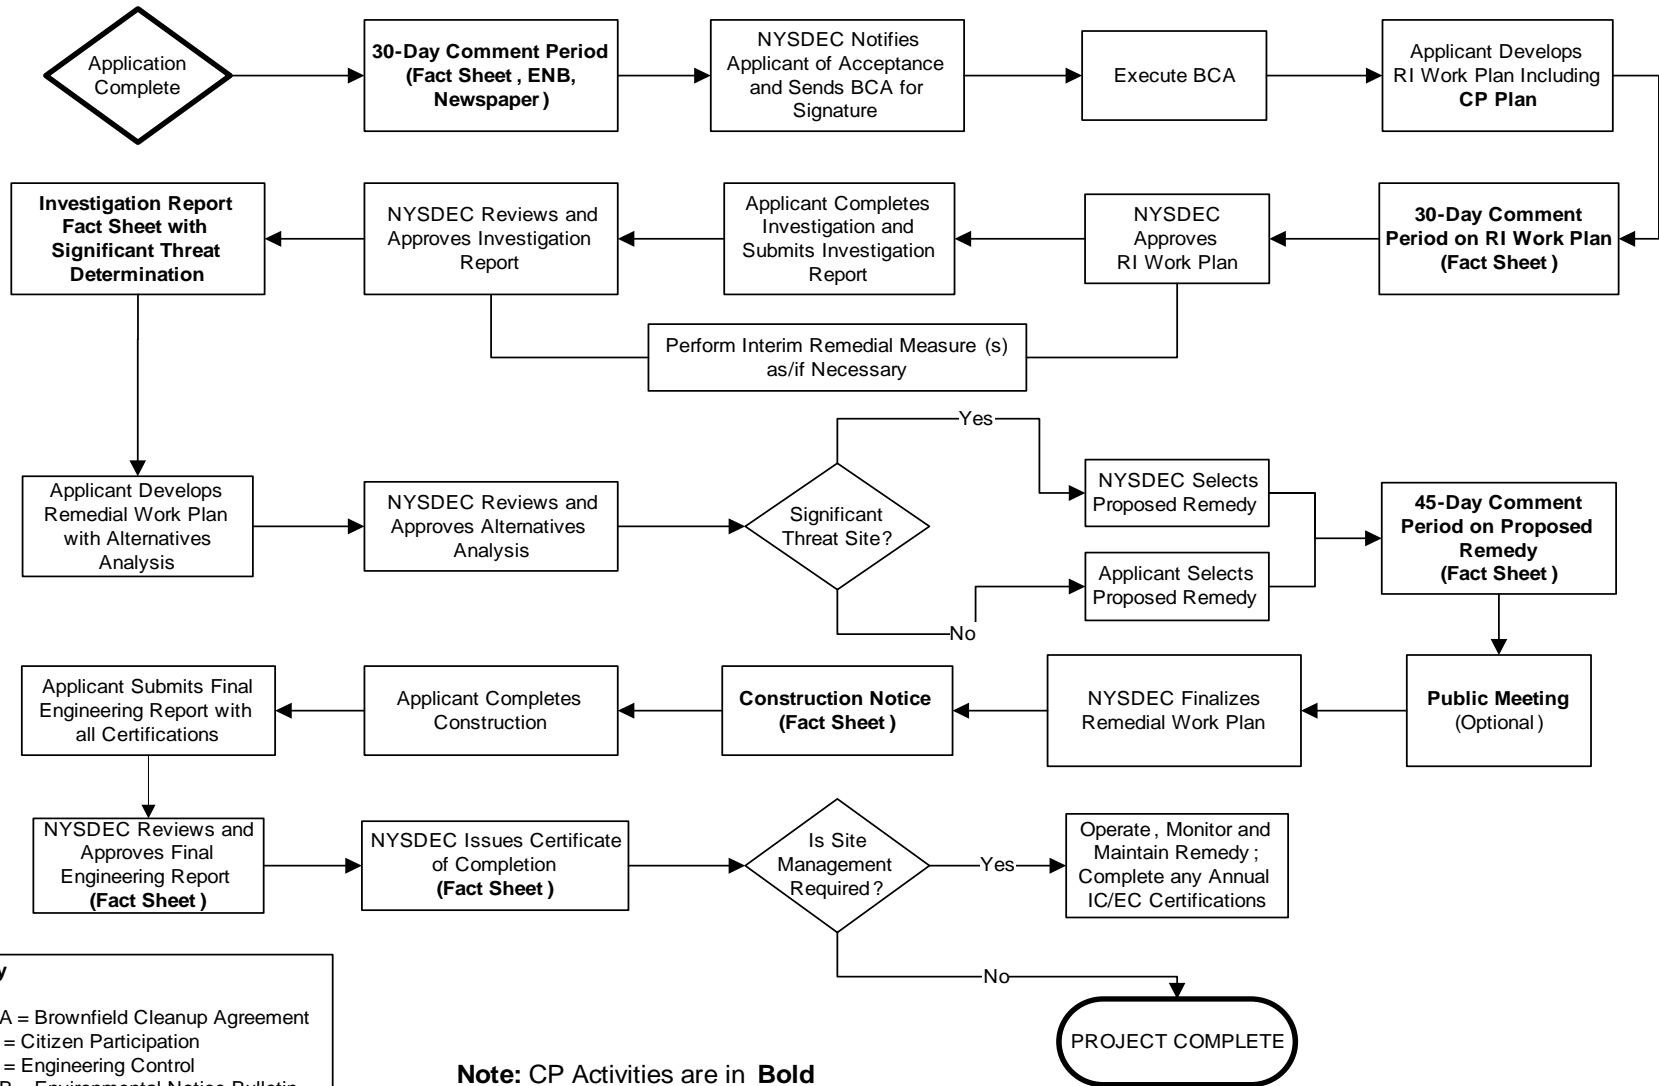 Application
Complete
30-Day Comment Period
(Fact Sheet , ENB,
Newspaper )
NYSDEC Notifies
Applicant of Acceptance
and Sends BCA for
Signature
Execute BCA
Applicant Develops
RI Work Plan Including
CP Plan
Investigation Report
Fact Sheet with
Significant Threat
Determination
NYSDEC Reviews and
Approves Investigation
Report
Applicant Completes
Investigation and
Submits Investigation
Report
NYSDEC
Approves
RI Work Plan
30-Day Comment
Period on RI Work Plan
(Fact Sheet )
Perform Interim Remedial Measure (s)
as/if Necessary
Applicant Develops
Remedial Work Plan
with Alternatives
Analysis
NYSDEC Reviews and
Approves Alternatives
Analysis
Significant
Threat Site?
Yes
No
NYSDEC Selects
Proposed Remedy
Applicant Selects
Proposed Remedy
45-Day Comment
Period on Proposed
Remedy
(Fact Sheet )
Applicant Submits Final
Engineering Report with
all Certifications
Applicant Completes
Construction
Construction Notice
(Fact Sheet )
NYSDEC Finalizes
Remedial Work Plan
Public Meeting
(Optional )
NYSDEC Reviews and
Approves Final
Engineering Report
(Fact Sheet )
NYSDEC Issues Certificate
of Completion
(Fact Sheet )
Is Site
Management
Required ?
Yes
Operate , Monitor and
Maintain Remedy ;
Complete any Annual
IC/EC Certifications
No
PROJECT COMPLETE
y
A = Brownfield Cleanup Agreement
= Citizen Participation
= Engineering Control
Note: CP Activities are in Bold